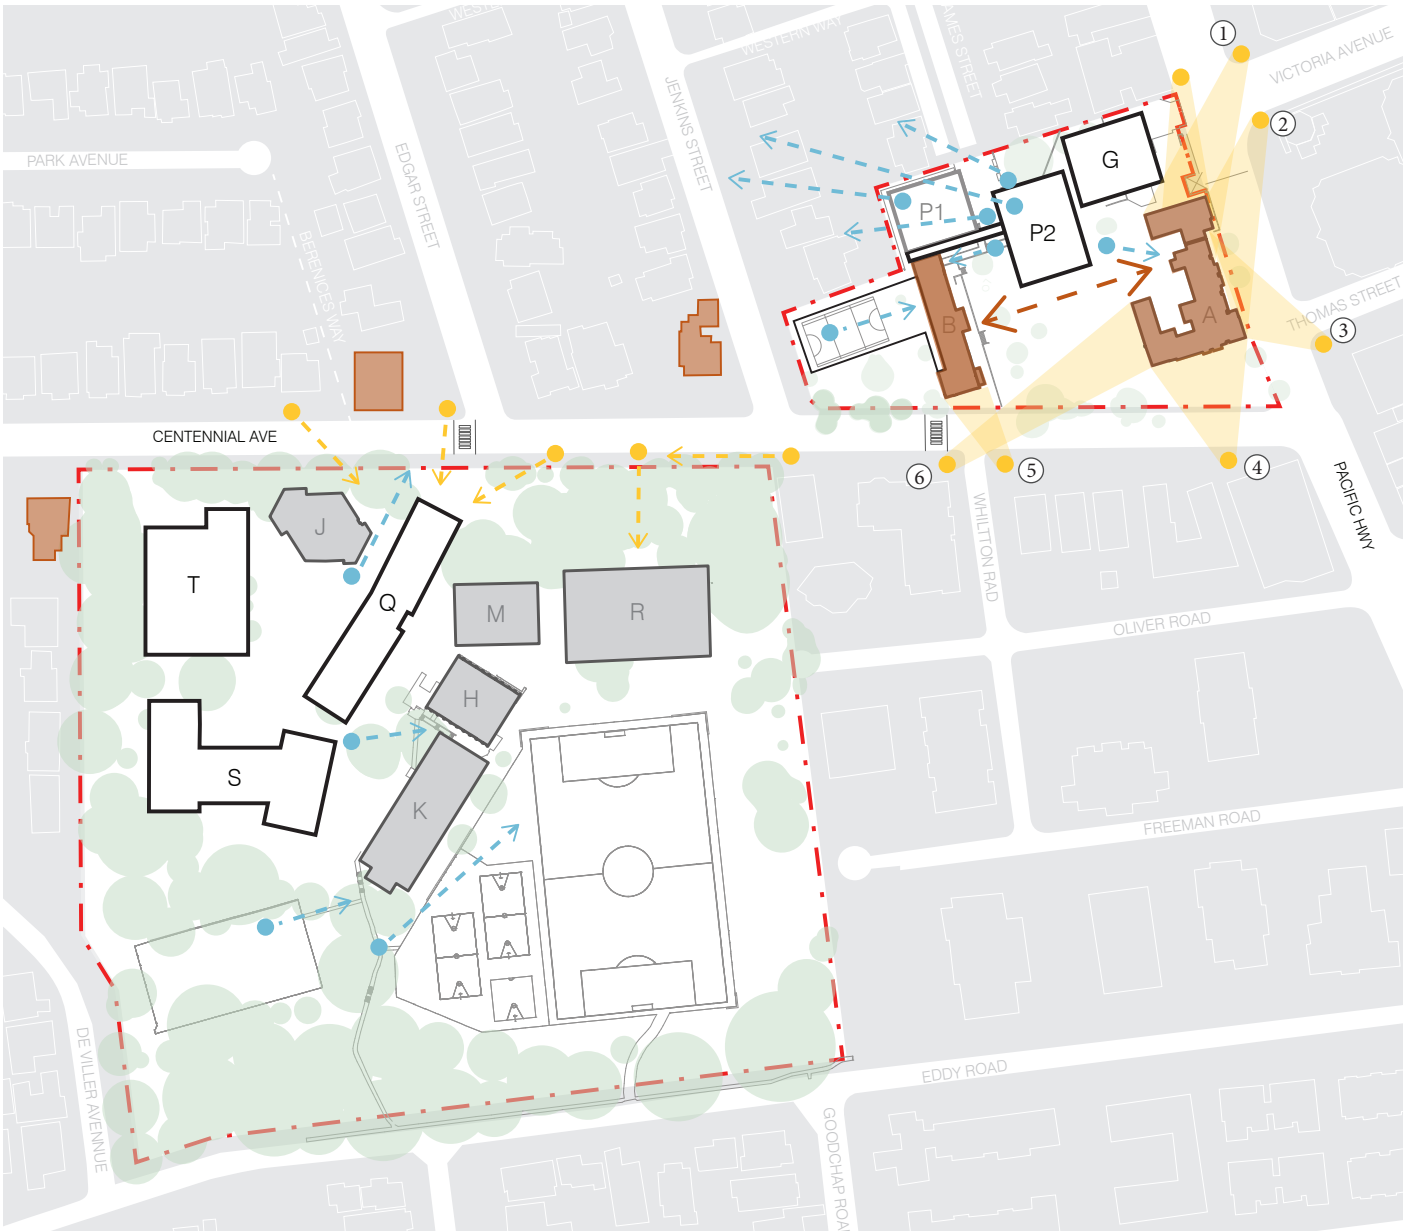 WESTERN WAY
JAMES STREET
1
VICTORIA AVENUE
2
PARK AVENUE
EDGAR STREET
JENKINS STREET
BERENICES WAY
G
P1
P2
B
A
THOMAS STREET
3
CENTENNIAL AVE
6
5
4
PACIFIC HWY
WHILTTON RAD
J
T
Q
M
R
OLIVER ROAD
H
S
K
FREEMAN ROAD
DE VILLER AVENNUE
EDDY ROAD
GOODCHAP ROAD